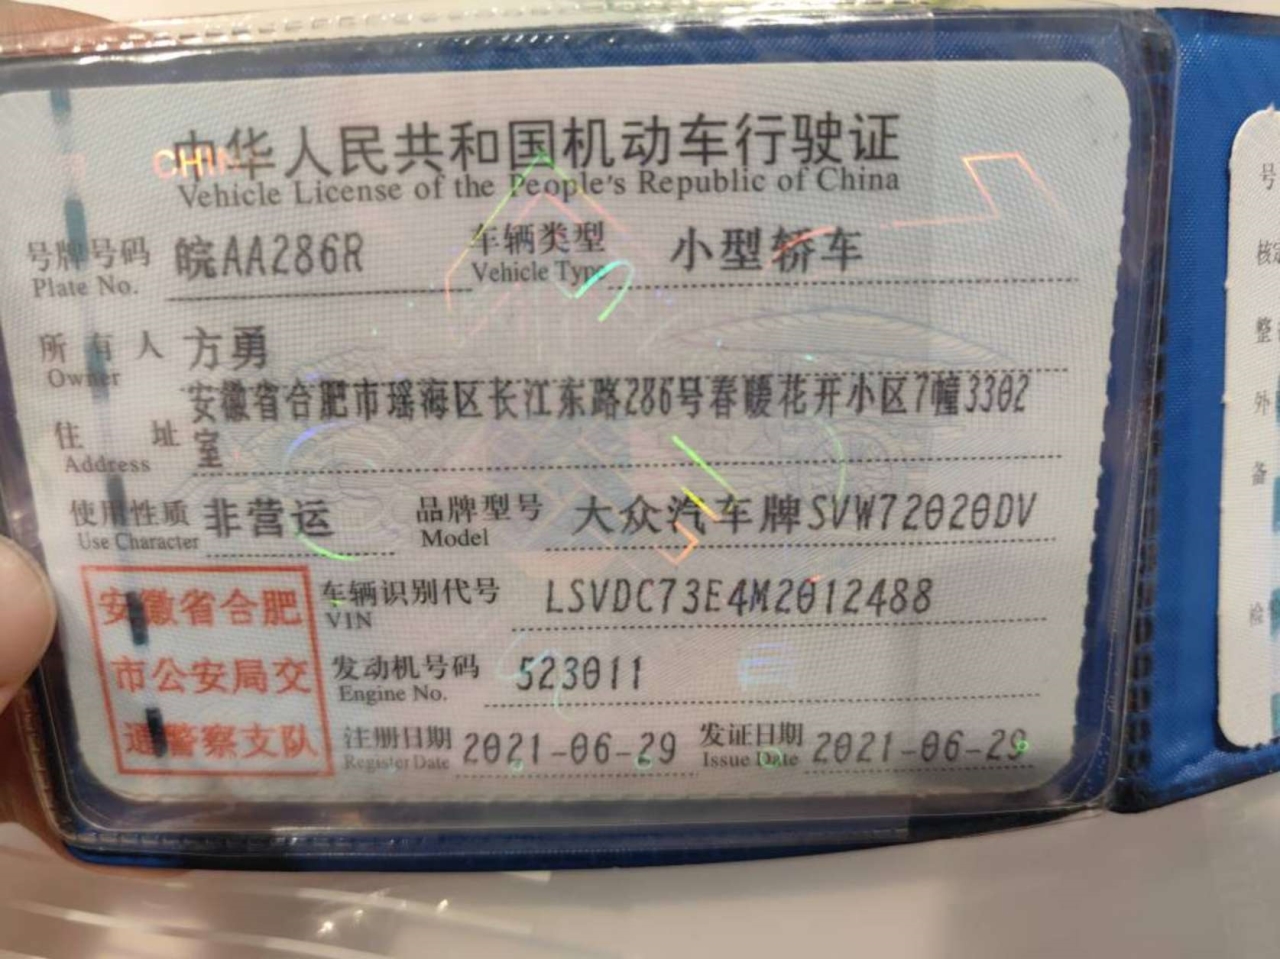 中华人民共和国机动车行驶证
Vehicle License of the People's Republic of China
号牌号码 皖AA286R 车辆类型 小型轿车
Plate No. Vehicle Type
所有人 方勇
Owner
安徽省合肥市瑶海区长江东路286号春暖花开小区7幢3302
住址 室
Address
使用性质 非营运 品牌型号 大众汽车牌SVW72020DV
Use Character Model
安徽省合肥
市公安局交
通警察支队
车辆识别代号 LSVDC73E4M2012488
VIN
发动机号码 523011
Engine No.
注册日期 2021-06-29 发证日期 2021-06-29
Register Date Issue Date
CHIN
号
核定
整
外
备
检